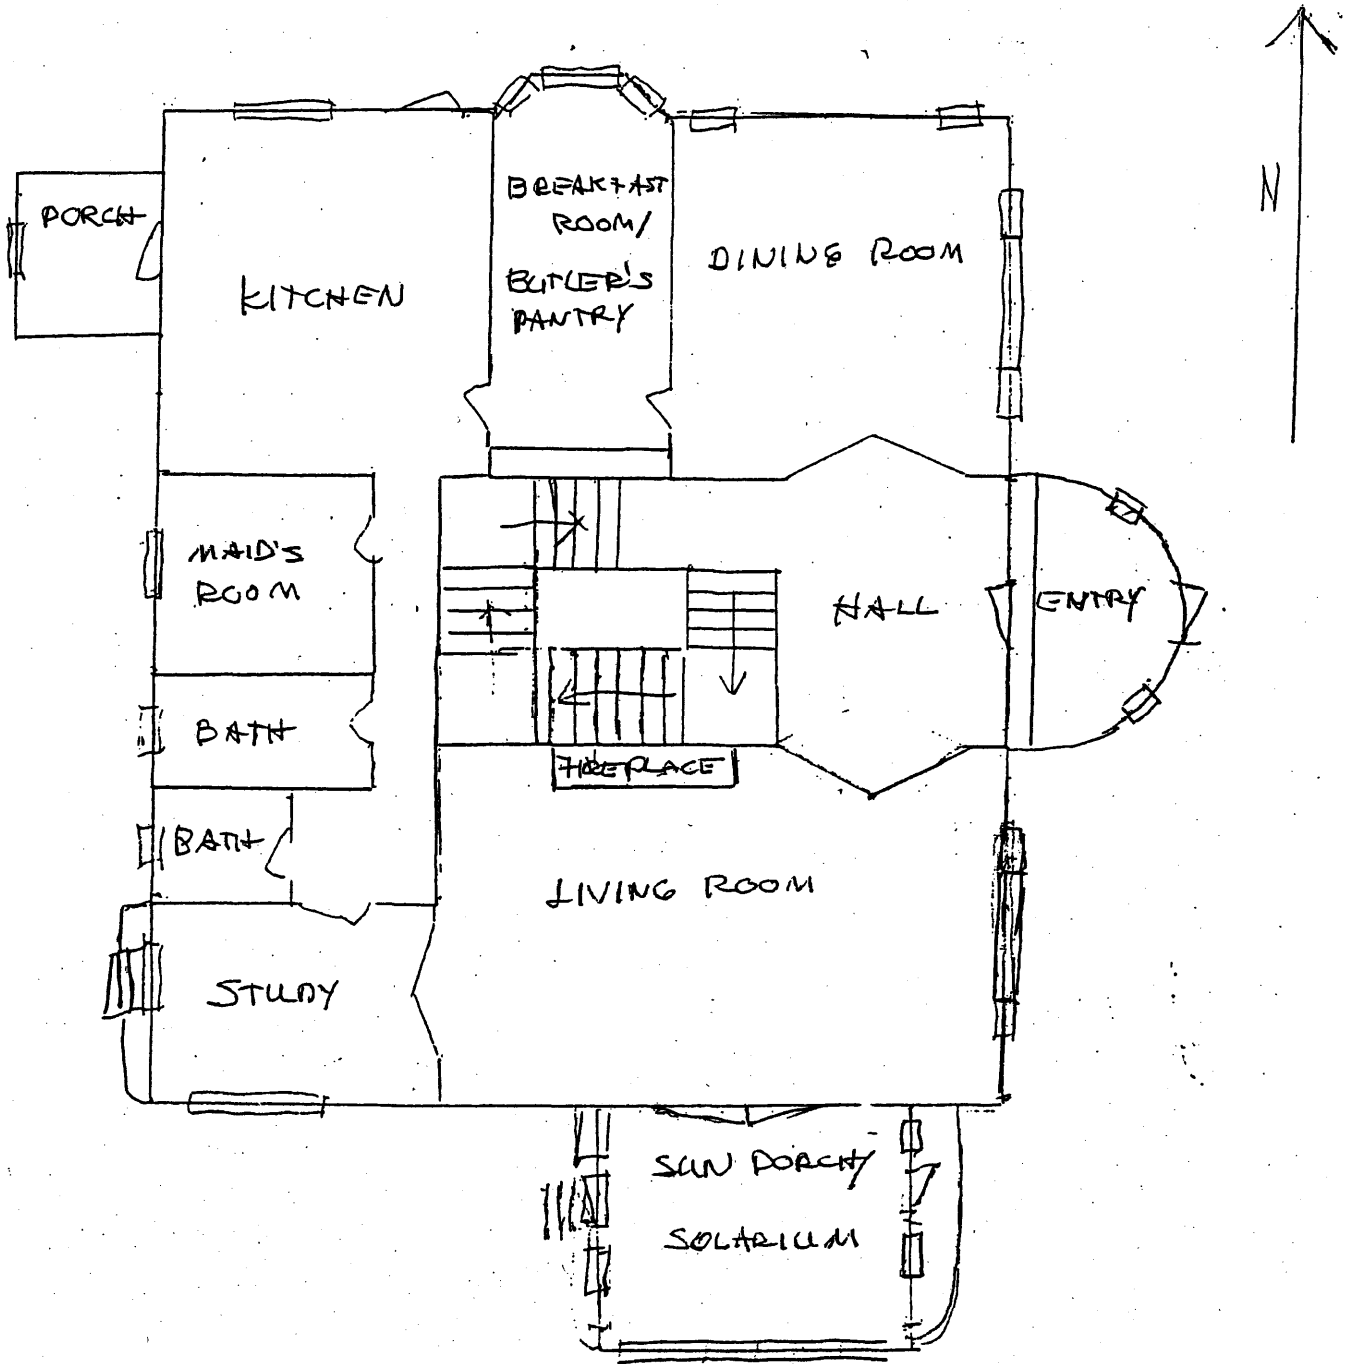 N
PORCH
KITCHEN
BREAKFAST
ROOM/
BUTLER'S
PANTRY
DINING ROOM
MAID'S
ROOM
HALL
ENTRY
BATH
FIREPLACE
BATH
LIVING ROOM
STUDY
SUN PORCH/
SOLARIUM